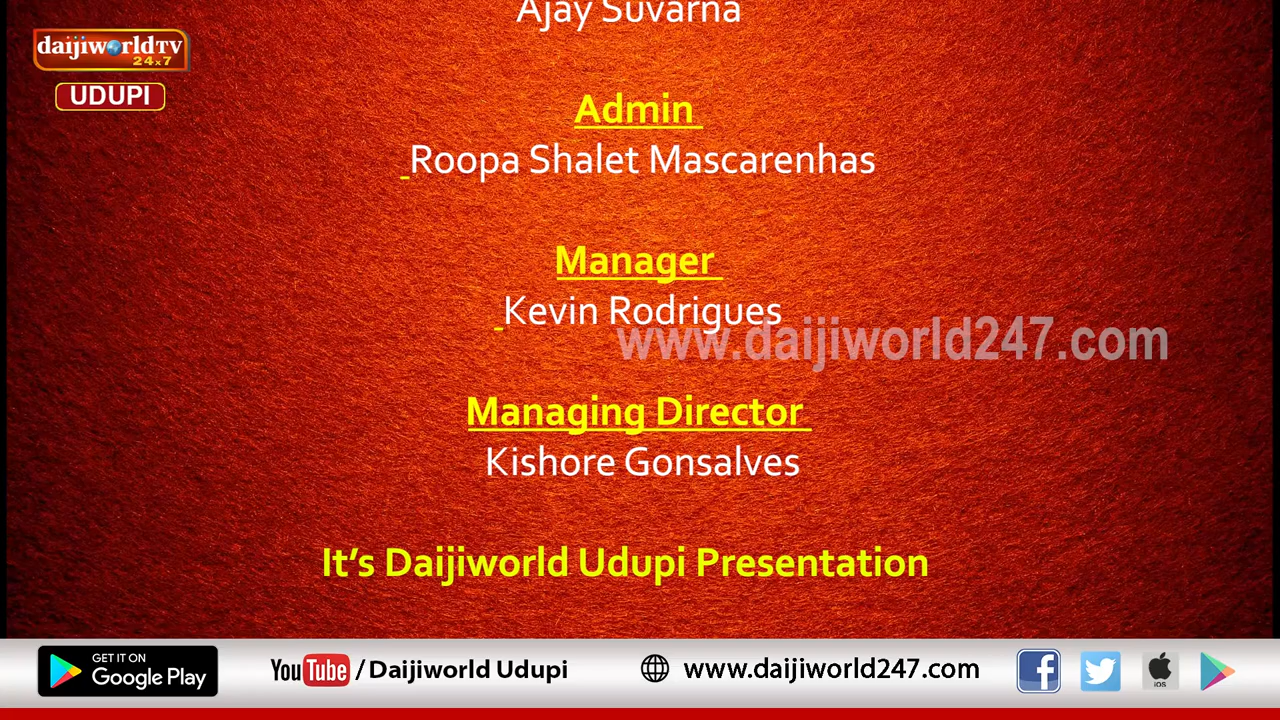 Ajay Suvarna
daijiworldTV
24x7
UDUPI
Admin
Roopa Shalet Mascarenhas
Manager
Kevin Rodrigues
www.daijiworld247.com
Managing Director
Kishore Gonsalves
It’s Daijiworld Udupi Presentation
GET IT ON
Google Play
YouTube /Daijiworld Udupi
www.daijiworld247.com
iOS